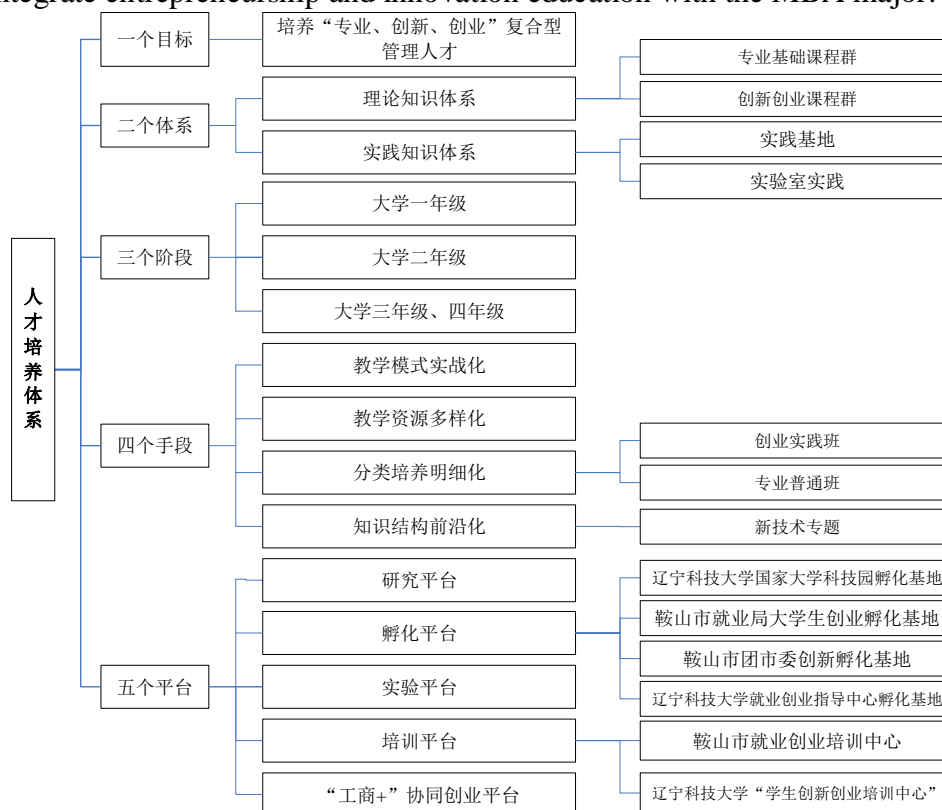 integrate entrepreneurship and innovation education with the MBA major.
一个目标
培养“专业、创新、创业”复合型
管理人才
专业基础课程群
理论知识体系
创新创业课程群
二个体系
实践基地
实践知识体系
实验室实践
大学一年级
三个阶段
大学二年级
人才培养体系
大学三年级、四年级
教学模式实战化
教学资源多样化
四个手段
创业实践班
分类培养明细化
专业普通班
知识结构前沿化
新技术专题
研究平台
辽宁科技大学国家大学科技园孵化基地
鞍山市就业局大学生创业孵化基地
孵化平台
鞍山市团市委创新孵化基地
五个平台
实验平台
辽宁科技大学就业创业指导中心孵化基地
培训平台
鞍山市就业创业培训中心
“工商+”协同创业平台
辽宁科技大学“学生创新创业培训中心”